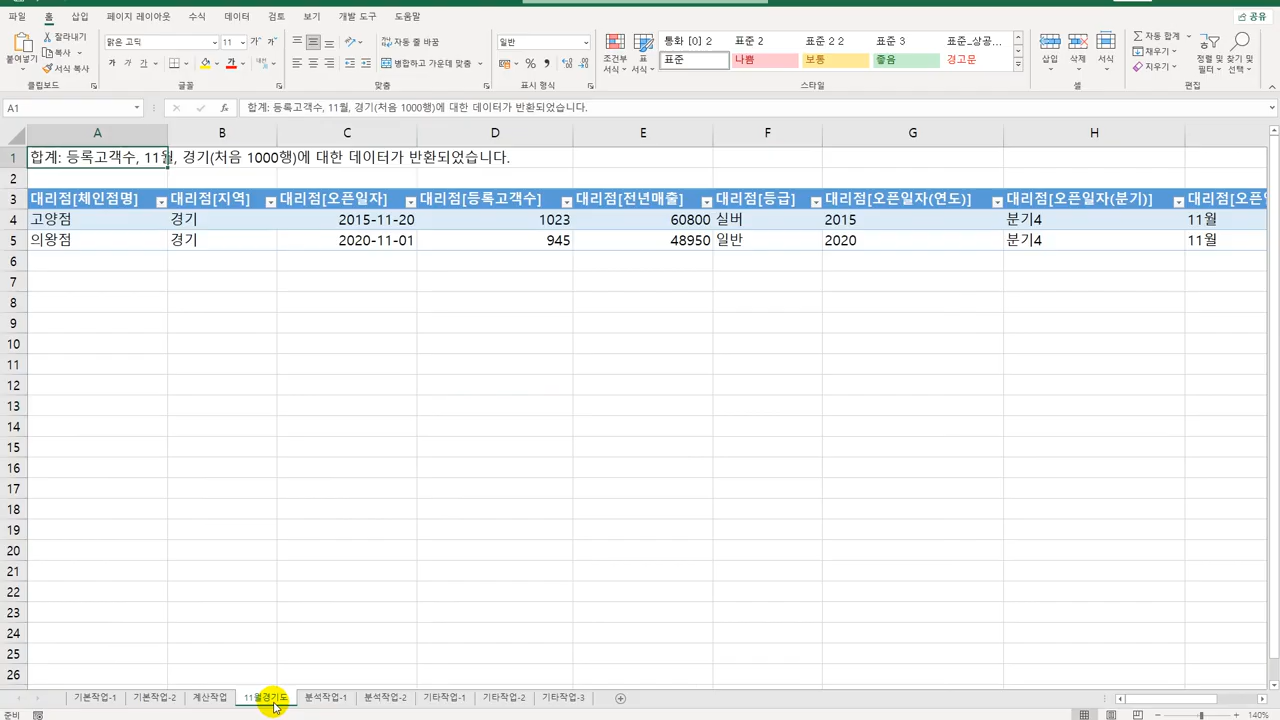 파일 홈 삽입 페이지 레이아웃 수식 데이터 검토 보기 개발 도구 도움말 공유
붙여넣기 잘라내기 복사 서식 복사 클립보드
맑은 고딕 11 가 가 가 가 가 글꼴
자동 줄 바꿈 병합하고 가운데 맞춤 맞춤
일반 % 표시 형식
조건부 서식 표 서식
통화 [0] 2 표준 2 표준 2 2 표준 3 표준_상공...
표준 나쁨 보통 좋음 경고문
스타일
삽입 삭제 서식 셀
자동 합계 채우기 지우기 정렬 및 필터 찾기 및 선택 편집
A1 fx 합계: 등록고객수, 11월, 경기(처음 1000행)에 대한 데이터가 반환되었습니다.
A B C D E F G H
1 합계: 등록고객수, 11월, 경기(처음 1000행)에 대한 데이터가 반환되었습니다.
2
3 대리점[체인점명] 대리점[지역] 대리점[오픈일자] 대리점[등록고객수] 대리점[전년매출] 대리점[등급] 대리점[오픈일자(연도)] 대리점[오픈일자(분기)] 대리점[오픈일
4 고양점 경기 2015-11-20 1023 60800 실버 2015 분기4 11월
5 의왕점 경기 2020-11-01 945 48950 일반 2020 분기4 11월
6
7
8
9
10
11
12
13
14
15
16
17
18
19
20
21
22
23
24
25
26
기본작업-1 기본작업-2 계산작업 11월경기도 분석작업-1 분석작업-2 기타작업-1 기타작업-2 기타작업-3
준비 140%